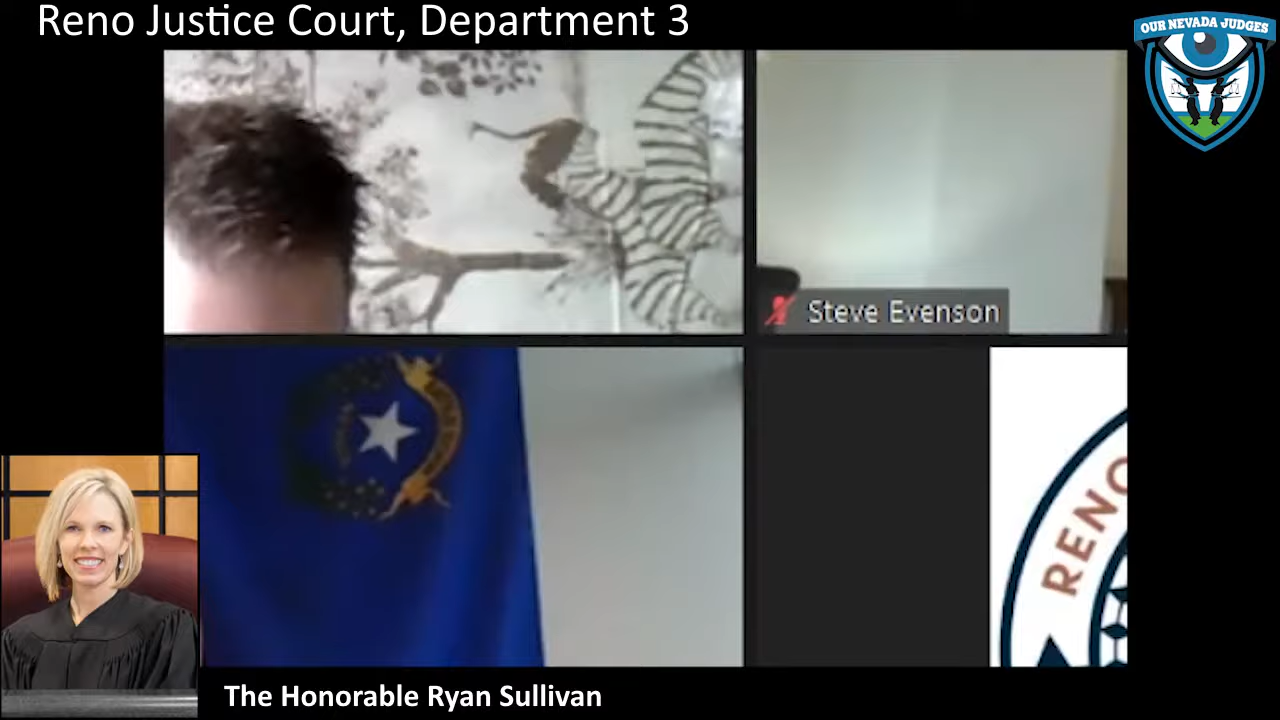 Reno Justice Court, Department 3
OUR NEVADA JUDGES
Steve Evenson
RENO
The Honorable Ryan Sullivan